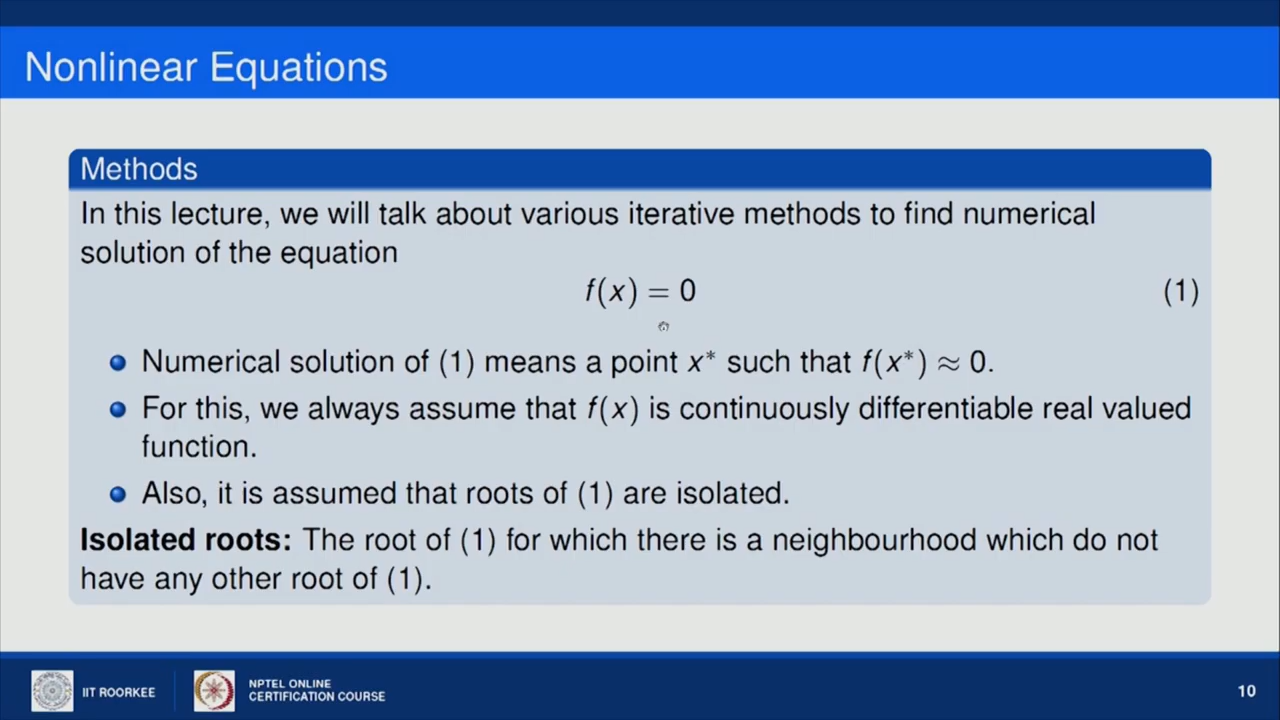 Nonlinear Equations
Methods
In this lecture, we will talk about various iterative methods to find numerical
solution of the equation
f(x) = 0 (1)
Numerical solution of (1) means a point x* such that f(x*) ≈ 0.
For this, we always assume that f(x) is continuously differentiable real valued
function.
Also, it is assumed that roots of (1) are isolated.
Isolated roots: The root of (1) for which there is a neighbourhood which do not
have any other root of (1).
IIT ROORKEE
NPTEL ONLINE
CERTIFICATION COURSE
10